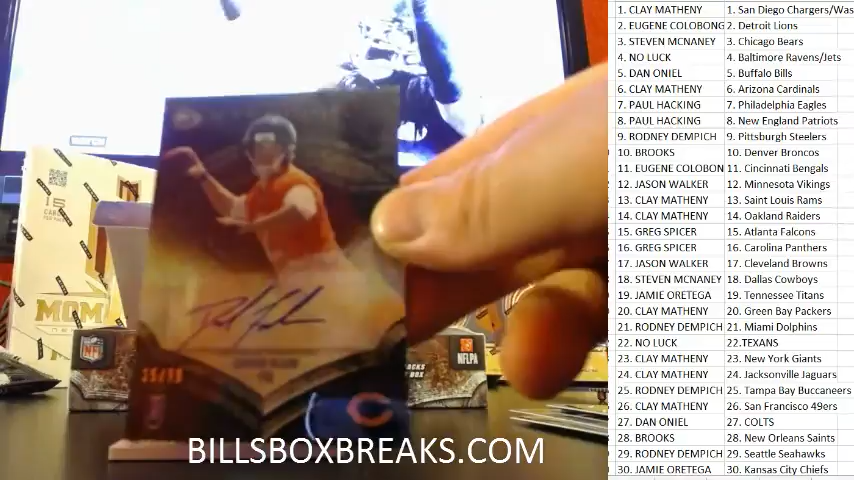 1. CLAY MATHENY 1. San Diego Chargers/Was
2. EUGENE COLOBONG 2. Detroit Lions
3. STEVEN MCNANEY 3. Chicago Bears
4. NO LUCK 4. Baltimore Ravens/Jets
5. DAN ONIEL 5. Buffalo Bills
6. CLAY MATHENY 6. Arizona Cardinals
7. PAUL HACKING 7. Philadelphia Eagles
8. PAUL HACKING 8. New England Patriots
9. RODNEY DEMPICH 9. Pittsburgh Steelers
10. BROOKS 10. Denver Broncos
11. EUGENE COLOBON 11. Cincinnati Bengals
12. JASON WALKER 12. Minnesota Vikings
13. CLAY MATHENY 13. Saint Louis Rams
14. CLAY MATHENY 14. Oakland Raiders
15. GREG SPICER 15. Atlanta Falcons
16. GREG SPICER 16. Carolina Panthers
17. JASON WALKER 17. Cleveland Browns
18. STEVEN MCNANEY 18. Dallas Cowboys
19. JAMIE ORETEGA 19. Tennessee Titans
20. CLAY MATHENY 20. Green Bay Packers
21. RODNEY DEMPICH 21. Miami Dolphins
22. NO LUCK 22.TEXANS
23. CLAY MATHENY 23. New York Giants
24. CLAY MATHENY 24. Jacksonville Jaguars
25. RODNEY DEMPICH 25. Tampa Bay Buccaneers
26. CLAY MATHENY 26. San Francisco 49ers
27. DAN ONIEL 27. COLTS
28. BROOKS 28. New Orleans Saints
29. RODNEY DEMPICH 29. Seattle Seahawks
30. JAMIE ORETEGA 30. Kansas City Chiefs
15
MOM
NFL
NFLPA
BOX
BILLSBOXBREAKS.COM